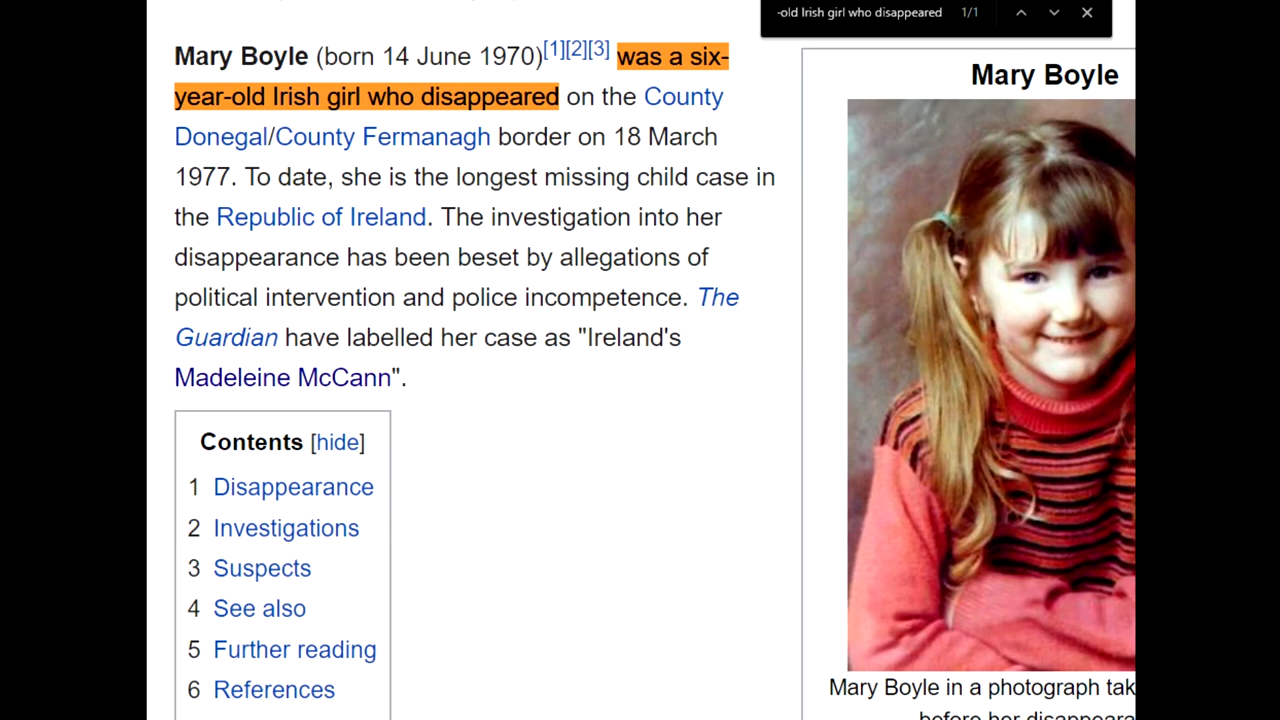 -old Irish girl who disappeared 1/1
Mary Boyle (born 14 June 1970)[1][2][3] was a six-
year-old Irish girl who disappeared on the County
Donegal/County Fermanagh border on 18 March
1977. To date, she is the longest missing child case in
the Republic of Ireland. The investigation into her
disappearance has been beset by allegations of
political intervention and police incompetence. The
Guardian have labelled her case as "Ireland's
Madeleine McCann".
Contents [hide]
1 Disappearance
2 Investigations
3 Suspects
4 See also
5 Further reading
6 References
Mary Boyle
Mary Boyle in a photograph tak
before her disappeara